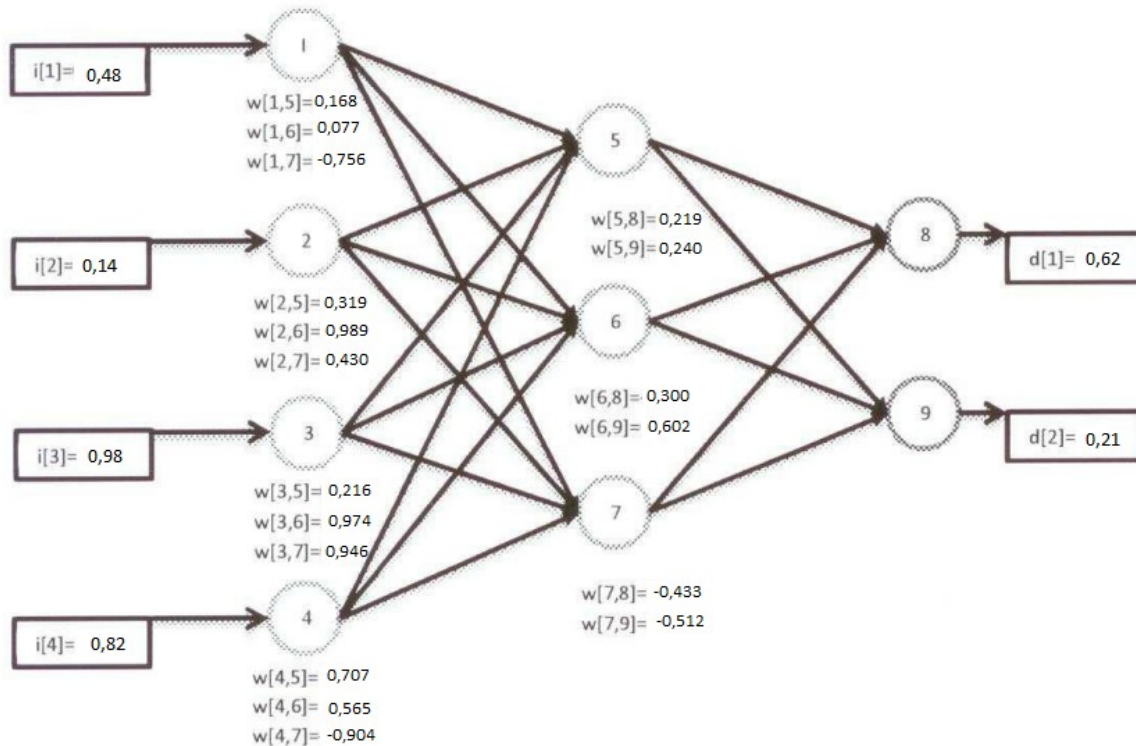 1
i[1]= 0,48
w[1,5]=0,168
w[1,6]=0,077
w[1,7]=-0,756
5
2
w[5,8]=0,219
w[5,9]=0,240
8
i[2]= 0,14
d[1]= 0,62
w[2,5]=0,319
w[2,6]=0,989
w[2,7]=0,430
6
3
w[6,8]= 0,300
w[6,9]= 0,602
9
i[3]= 0,98
d[2]= 0,21
w[3,5]= 0,216
w[3,6]= 0,974
w[3,7]=0,946
7
4
w[7,8]= -0,433
w[7,9]= -0,512
i[4]= 0,82
w[4,5]= 0,707
w[4,6]= 0,565
w[4,7]= -0,904